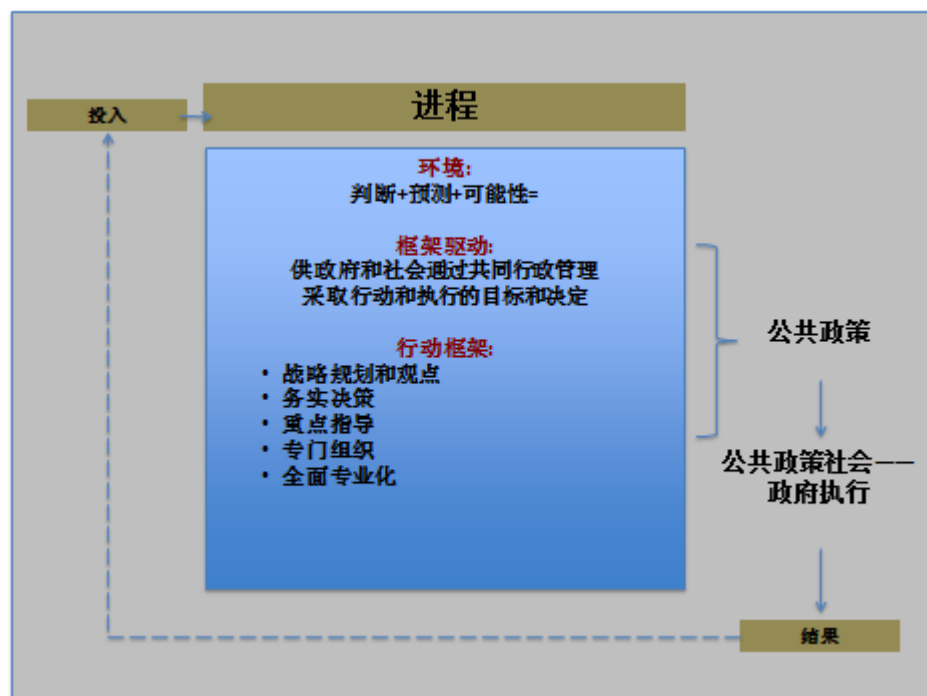 投入
进程
环境:
判断+预测+可能性=
框架驱动:
供政府和社会通过共同行政管理
采取行动和执行的目标和决定
行动框架:
• 战略规划和观点
• 务实决策
• 重点指导
• 专门组织
• 全面专业化
公共政策
公共政策社会——
政府执行
结果